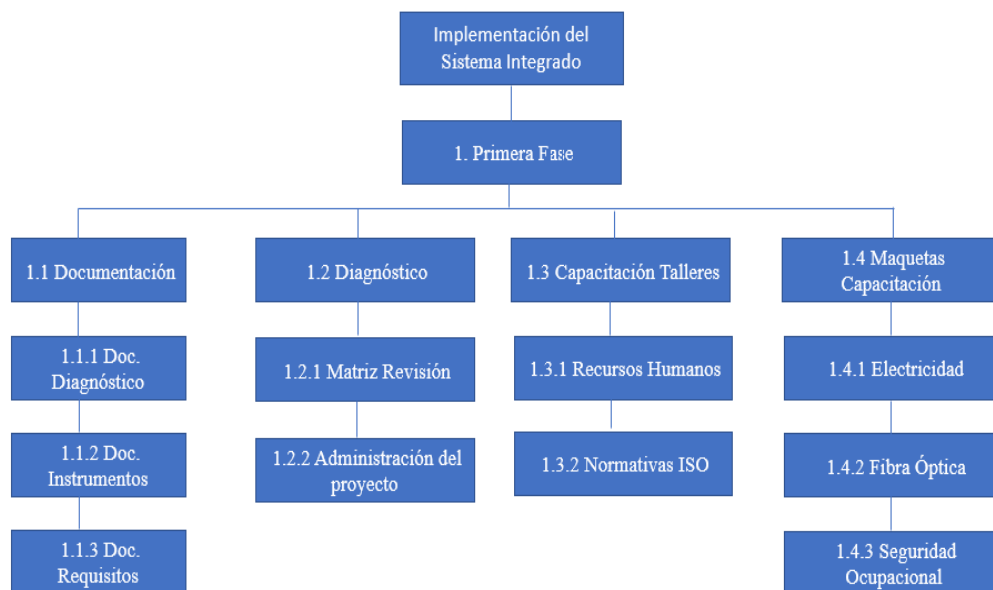 Implementación del
Sistema Integrado
1. Primera Fase
1.1 Documentación
1.2 Diagnóstico
1.3 Capacitación Talleres
1.4 Maquetas
Capacitación
1.1.1 Doc.
Diagnóstico
1.2.1 Matriz Revisión
1.3.1 Recursos Humanos
1.4.1 Electricidad
1.1.2 Doc.
Instrumentos
1.2.2 Administración del
proyecto
1.3.2 Normativas ISO
1.4.2 Fibra Óptica
1.1.3 Doc.
Requisitos
1.4.3 Seguridad
Ocupacional